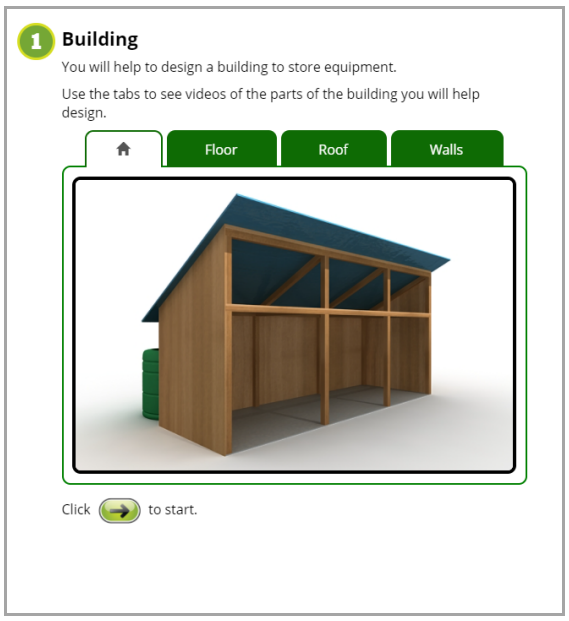 1 Building
You will help to design a building to store equipment.
Use the tabs to see videos of the parts of the building you will help
design.
Floor Roof Walls
Click to start.